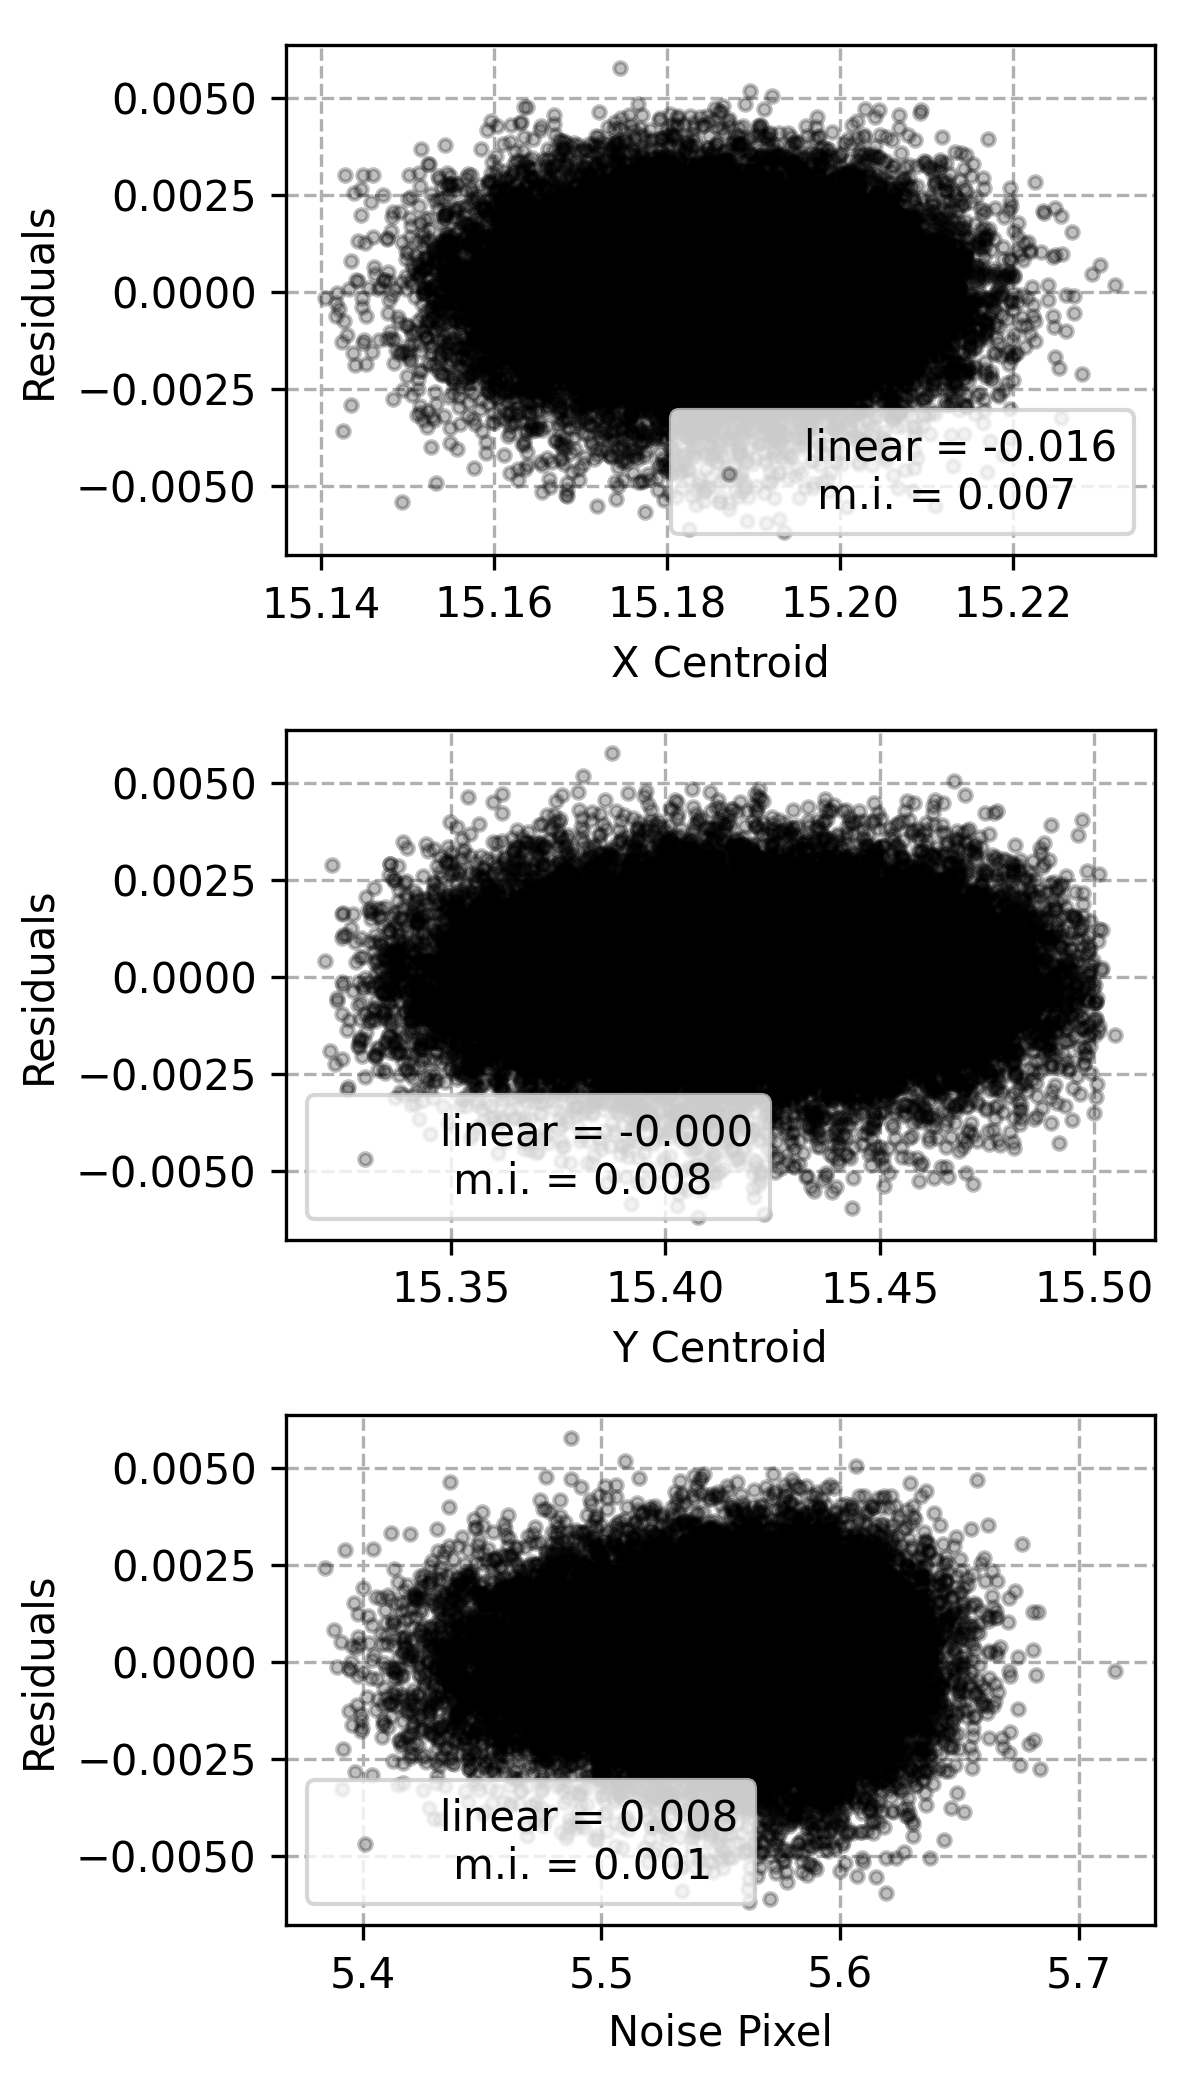 0.0050
0.0025
0.0000
−0.0025
−0.0050
Residuals
linear = -0.016
m.i. = 0.007
15.14 15.16 15.18 15.20 15.22
X Centroid
0.0050
0.0025
0.0000
−0.0025
−0.0050
Residuals
linear = -0.000
m.i. = 0.008
15.35 15.40 15.45 15.50
Y Centroid
0.0050
0.0025
0.0000
−0.0025
−0.0050
Residuals
linear = 0.008
m.i. = 0.001
5.4 5.5 5.6 5.7
Noise Pixel